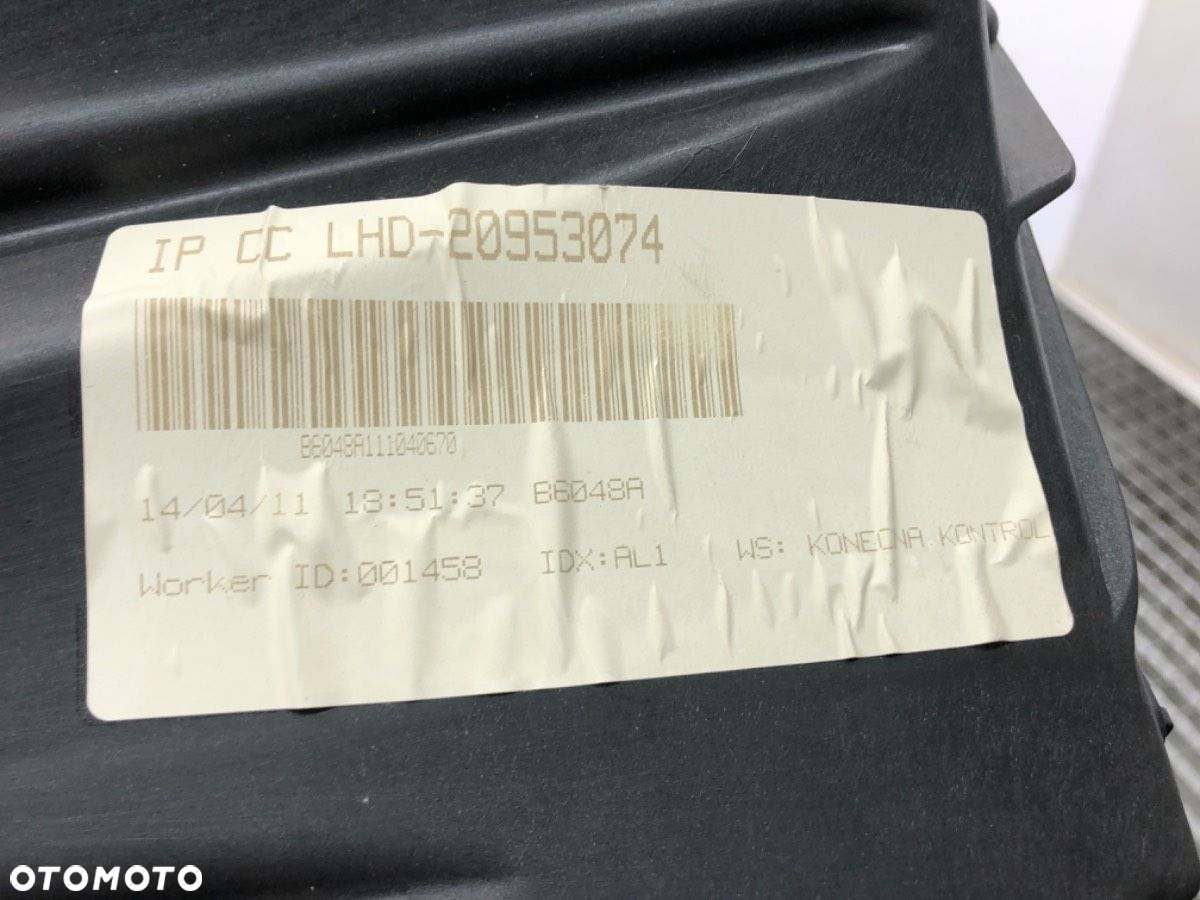 IP CC LHD-20953074
B6048A111040670
14/04/11 18:51:37 B6048A
Worker ID:001458 IDX:AL1 WS: KONECNA KONTROL
OTOMOTO